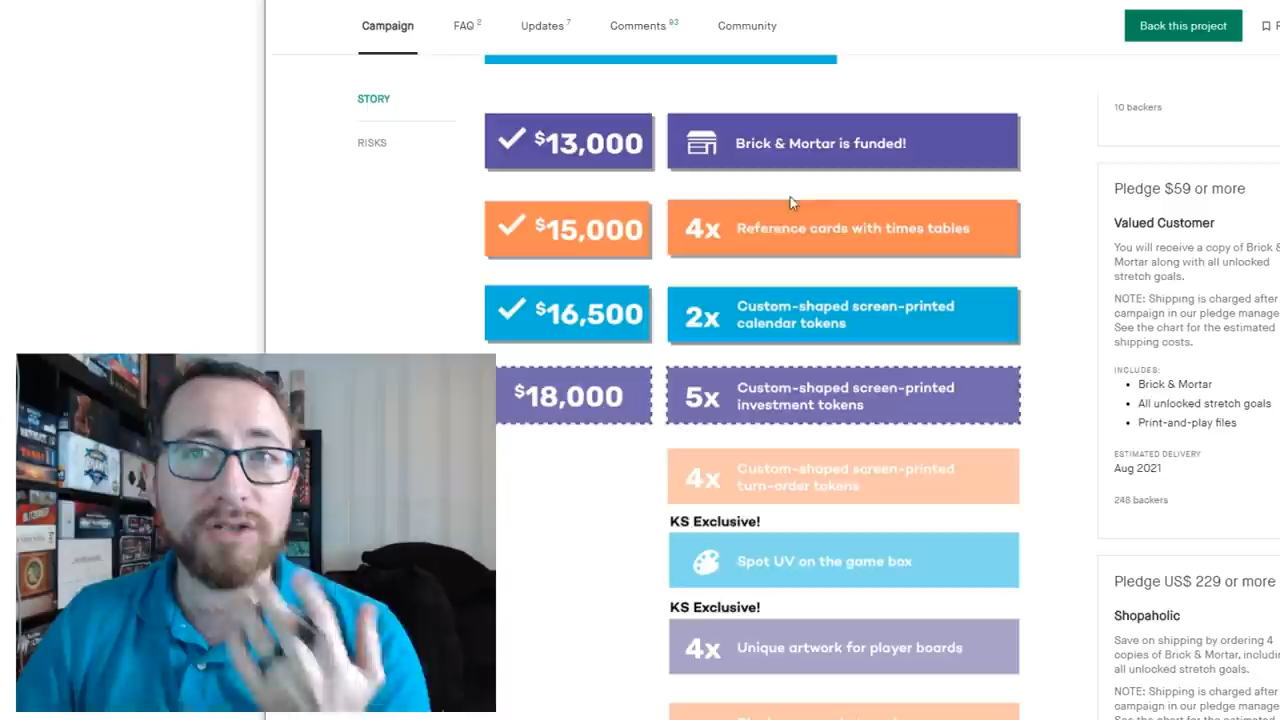 Campaign
FAQ 2
Updates 7
Comments 93
Community
Back this project
STORY
RISKS
$13,000
Brick & Mortar is funded!
$15,000
4x
Reference cards with times tables
$16,500
2x
Custom-shaped screen-printed
calendar tokens
$18,000
5x
Custom-shaped screen-printed
investment tokens
4x
Custom-shaped screen-printed
turn-order tokens
KS Exclusive!
Spot UV on the game box
KS Exclusive!
4x
Unique artwork for player boards
10 backers
Pledge $59 or more
Valued Customer
You will receive a copy of Brick &
Mortar along with all unlocked
stretch goals.
NOTE: Shipping is charged after
campaign in our pledge manage
See the chart for the estimated
shipping costs.
INCLUDES:
• Brick & Mortar
• All unlocked stretch goals
• Print-and-play files
ESTIMATED DELIVERY
Aug 2021
248 backers
Pledge US$ 229 or more
Shopaholic
Save on shipping by ordering 4
copies of Brick & Mortar, includin
all unlocked stretch goals.
NOTE: Shipping is charged after
campaign in our pledge manage
See the chart for the estimated